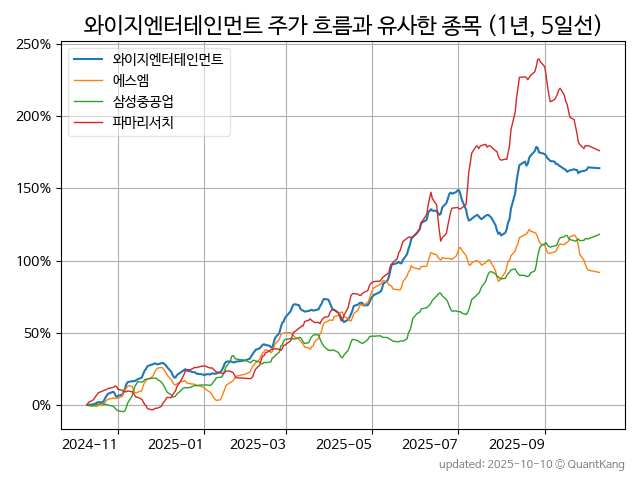 와이지엔터테인먼트 주가 흐름과 유사한 종목 (1년, 5일선)
250%
200%
150%
100%
50%
0%
와이지엔터테인먼트
에스엠
삼성중공업
파마리서치
2024-11
2025-01
2025-03
2025-05
2025-07
2025-09
updated: 2025-10-10 © QuantKang